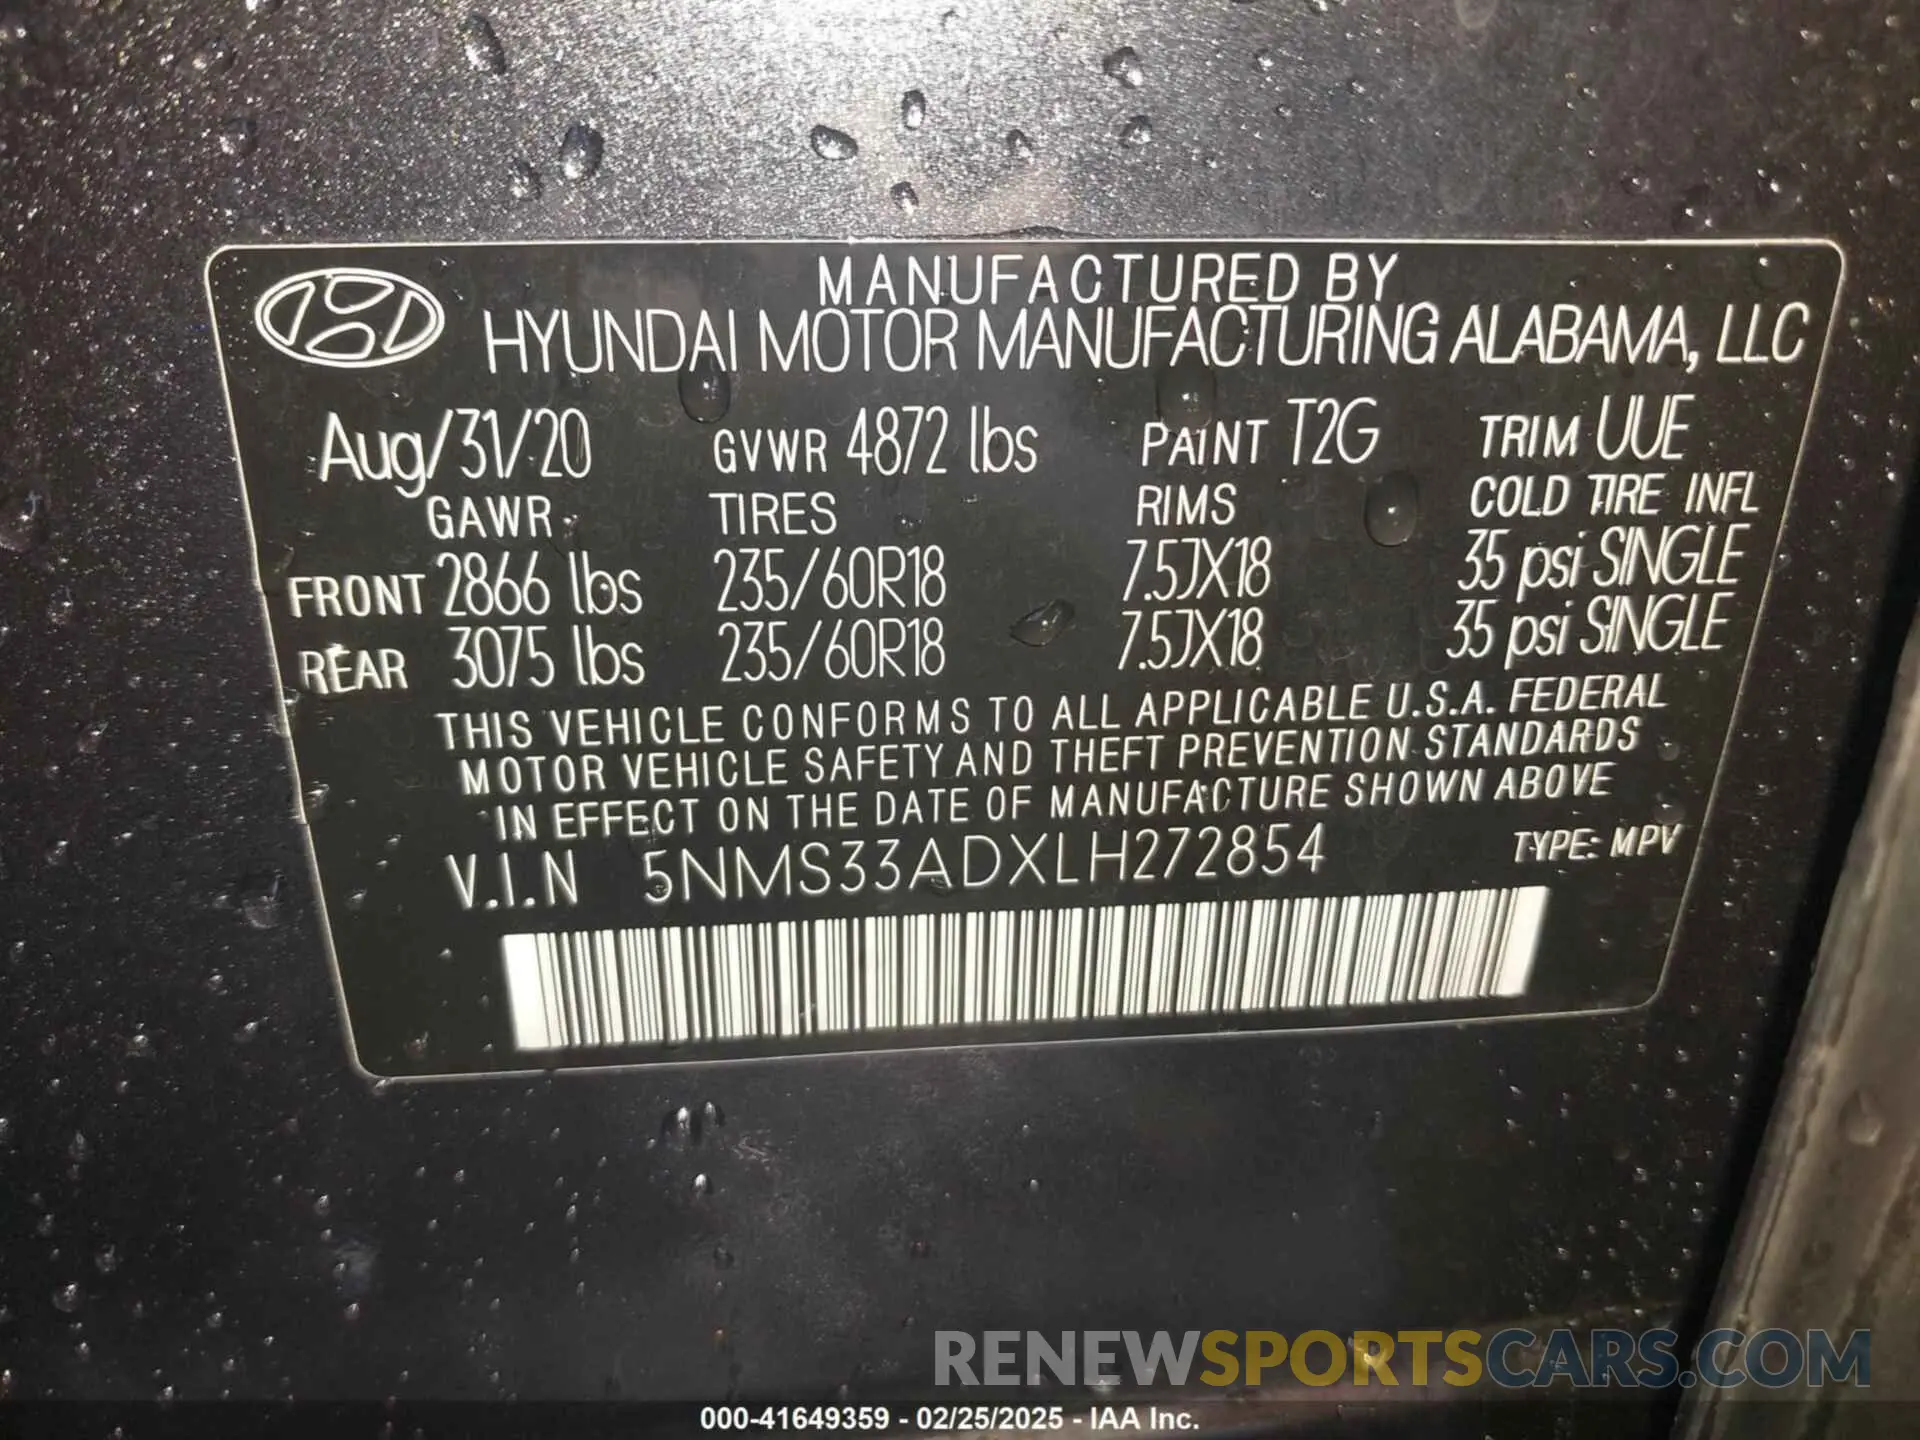 MANUFACTURED BY
HYUNDAI MOTOR MANUFACTURING ALABAMA, LLC
Aug/31/20 GVWR 4872 lbs PAINT T2G TRIM UUE
GAWR TIRES RIMS COLD TIRE INFL
FRONT 2866 lbs 235/60R18 7.5JX18 35 psi SINGLE
REAR 3075 lbs 235/60R18 7.5JX18 35 psi SINGLE
THIS VEHICLE CONFORMS TO ALL APPLICABLE U.S.A. FEDERAL
MOTOR VEHICLE SAFETY AND THEFT PREVENTION STANDARDS
IN EFFECT ON THE DATE OF MANUFACTURE SHOWN ABOVE
V.I.N 5NMS33ADXLH272854 TYPE: MPV
RENEWSPORTSCARS.COM
000-41649359 - 02/25/2025 - IAA Inc.